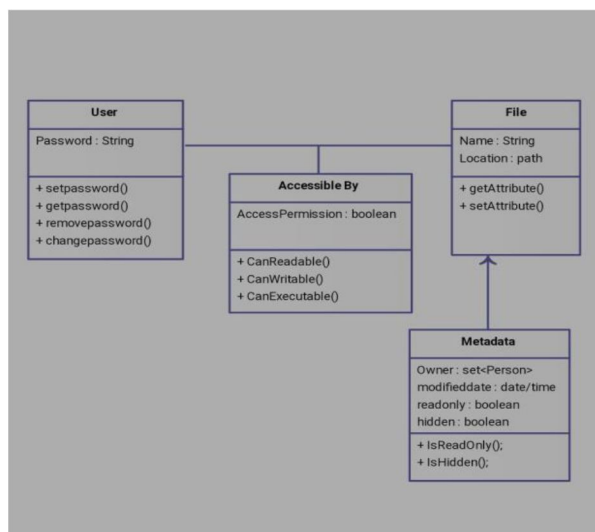 User
Password : String
+ setpassword()
+ getpassword()
+ removepassword()
+ changepassword()
Accessible By
AccessPermission : boolean
+ CanReadable()
+ CanWritable()
+ CanExecutable()
File
Name : String
Location : path
+ getAttribute()
+ setAttribute()
Metadata
Owner : set<Person>
modifieddate : date/time
readonly : boolean
hidden : boolean
+ IsReadOnly();
+ IsHidden();